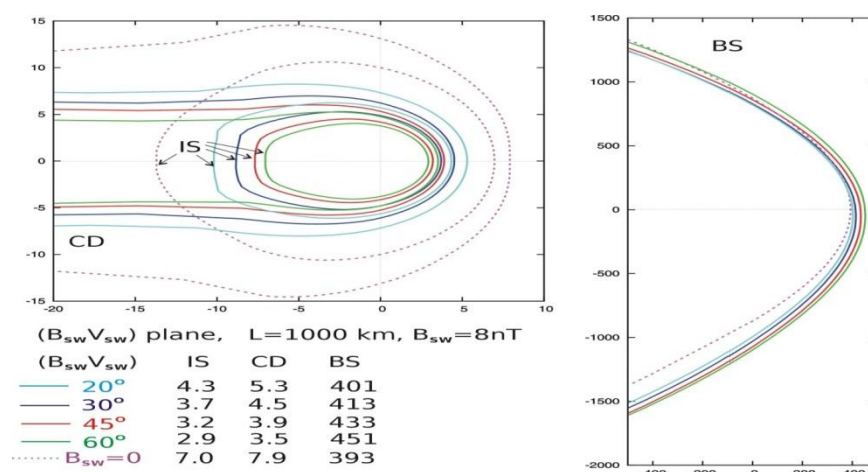 15
10
5
0
-5
-10
-15
-20
-15
-10
-5
0
5
10
IS
CD
1500
1000
500
0
-500
-1000
-1500
-2000
BS
(BswVsw) plane, L=1000 km, Bsw=8nT
(BswVsw) IS CD BS
20° 4.3 5.3 401
30° 3.7 4.5 413
45° 3.2 3.9 433
60° 2.9 3.5 451
Bsw=0 7.0 7.9 393